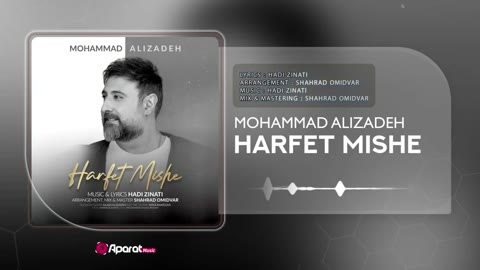 MOHAMMAD ALIZADEH
Harfet Mishe
MUSIC & LYRICS HADI ZINATI
ARRANGEMENT, MIX & MASTER SHAHRAD OMIDVAR
LYRICS : HADI ZINATI
ARRANGEMENT : SHAHRAD OMIDVAR
MUSIC : HADI ZINATI
MIX & MASTERING : SHAHRAD OMIDVAR
MOHAMMAD ALIZADEH
HARFET MISHE
Aparat Music